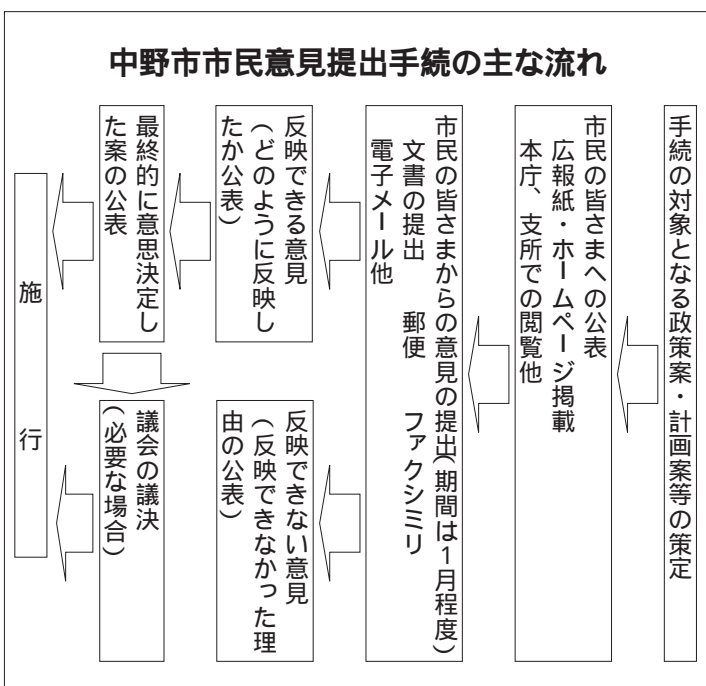 中野市市民意見提出手続の主な流れ
手続の対象となる政策案・計画案等の策定
市民の皆さまへの公表
広報紙・ホームページ掲載
本庁、支所での閲覧他
市民の皆さまからの意見の提出(期間は1月程度)
文書の提出　郵便　ファクシミリ
電子メール他
反映できる意見
(どのように反映し
たか公表)
反映できない意見
(反映できなかった理
由の公表)
最終的に意思決定し
た案の公表
議会の議決
(必要な場合)
施行